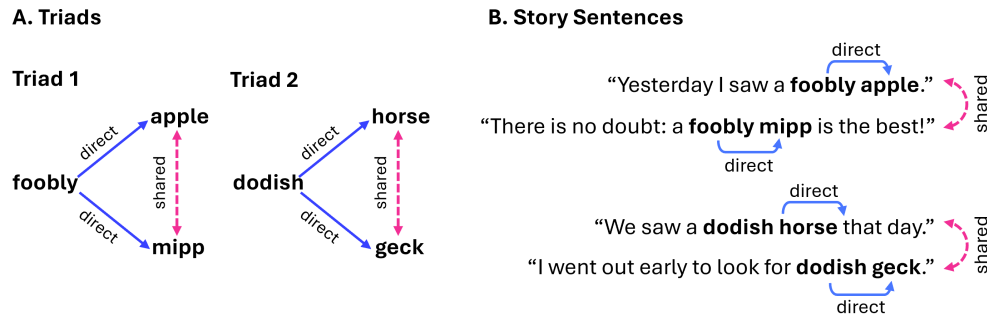 A. Triads
Triad 1
apple
direct
foobly
shared
direct
mipp
Triad 2
horse
direct
dodish
shared
direct
geck
B. Story Sentences
direct
“Yesterday I saw a foobly apple.”
shared
“There is no doubt: a foobly mipp is the best!”
direct
direct
“We saw a dodish horse that day.”
shared
“I went out early to look for dodish geck.”
direct